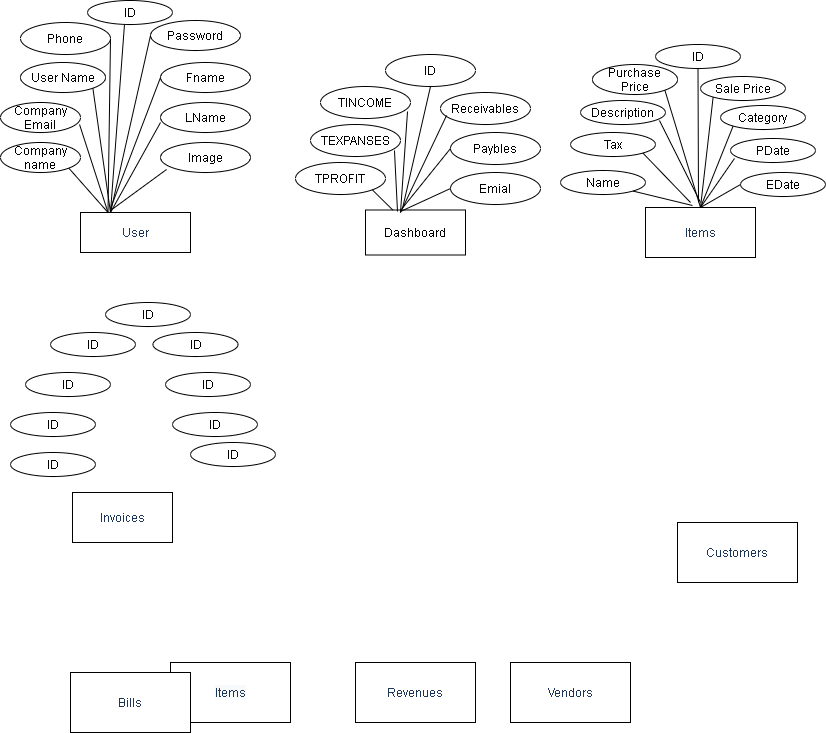 ID
Phone
Password
User Name
Fname
Company
Email
LName
Company
name
Image
User
ID
TINCOME
Receivables
TEXPANSES
Paybles
TPROFIT
Emial
Dashboard
ID
Purchase
Price
Sale Price
Description
Category
Tax
PDate
Name
EDate
Items
ID
ID
ID
ID
ID
ID
ID
ID
ID
Invoices
Customers
Bills
Items
Revenues
Vendors